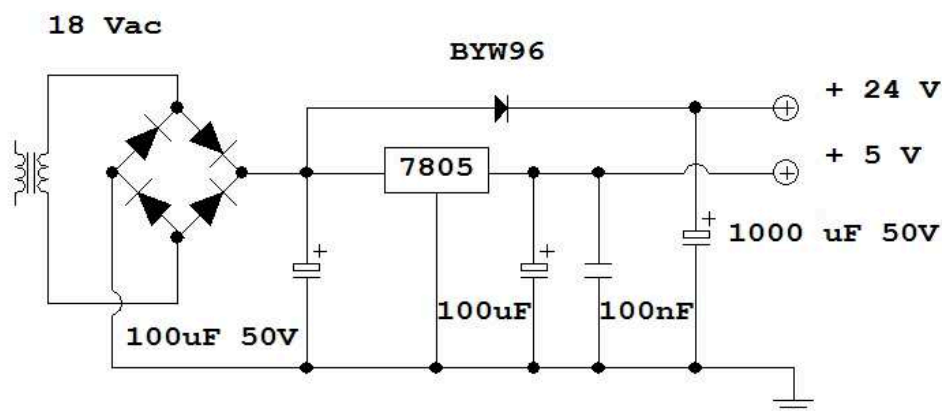 18 Vac
BYW96
+ 24 V
+ 5 V
7805
1000 uF 50V
100uF 50V
100uF
100nF